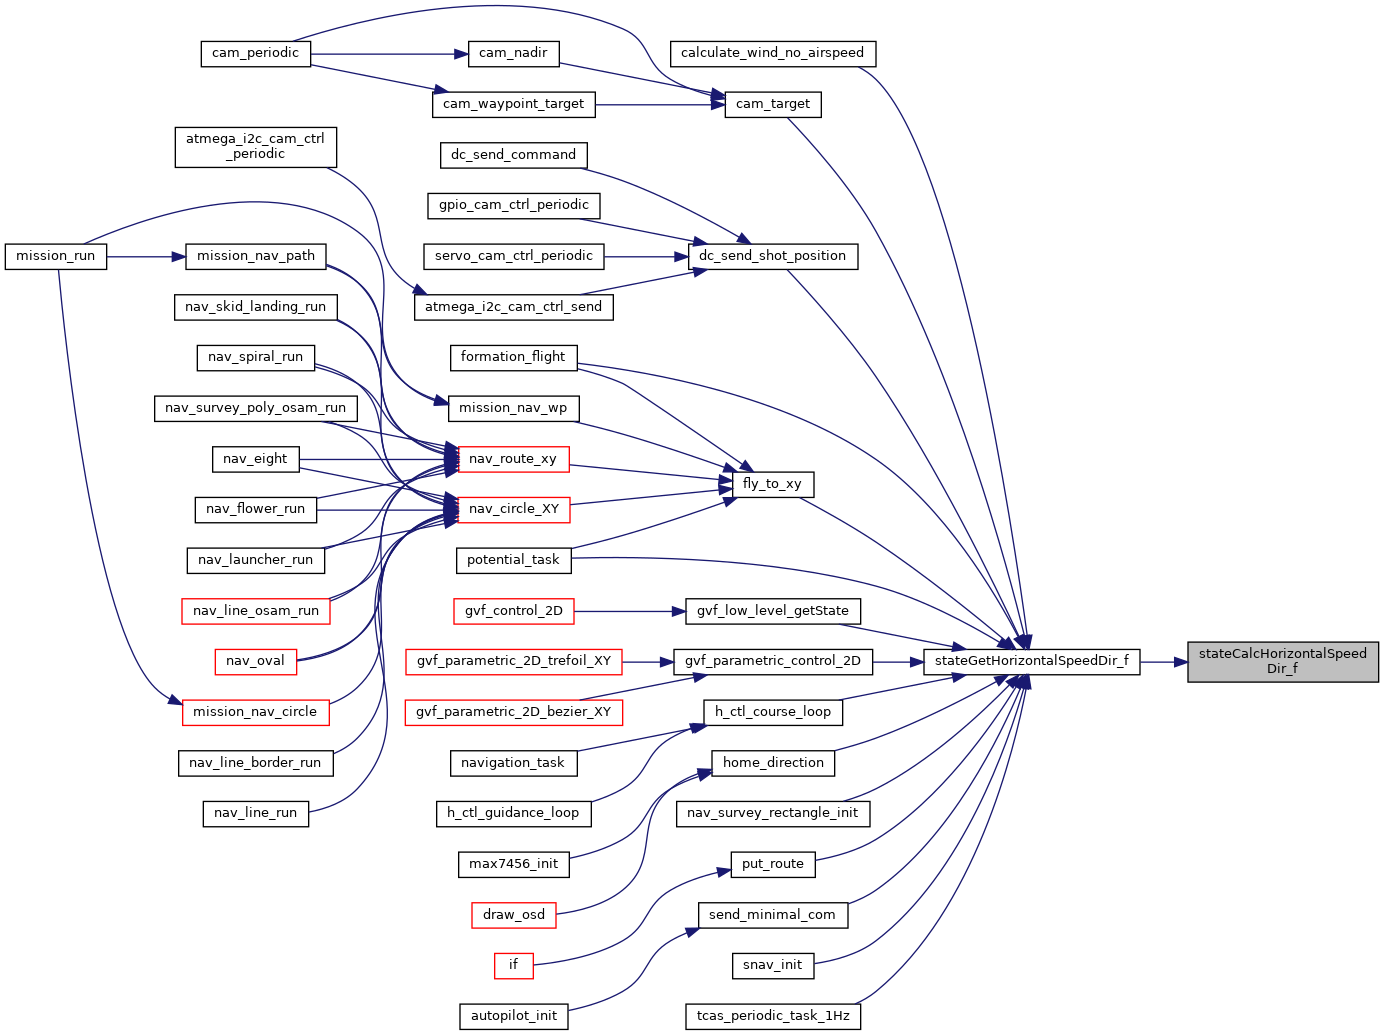 cam_periodic
cam_nadir
calculate_wind_no_airspeed
cam_waypoint_target
cam_target
atmega_i2c_cam_ctrl
_periodic
dc_send_command
gpio_cam_ctrl_periodic
mission_run
mission_nav_path
servo_cam_ctrl_periodic
dc_send_shot_position
nav_skid_landing_run
atmega_i2c_cam_ctrl_send
nav_spiral_run
formation_flight
nav_survey_poly_osam_run
mission_nav_wp
nav_eight
nav_route_xy
fly_to_xy
nav_flower_run
nav_circle_XY
nav_launcher_run
potential_task
nav_line_osam_run
gvf_control_2D
gvf_low_level_getState
nav_oval
gvf_parametric_2D_trefoil_XY
gvf_parametric_control_2D
stateGetHorizontalSpeedDir_f
stateCalcHorizontalSpeed
Dir_f
mission_nav_circle
gvf_parametric_2D_bezier_XY
h_ctl_course_loop
nav_line_border_run
navigation_task
home_direction
nav_line_run
h_ctl_guidance_loop
nav_survey_rectangle_init
max7456_init
put_route
draw_osd
send_minimal_com
if
snav_init
autopilot_init
tcas_periodic_task_1Hz